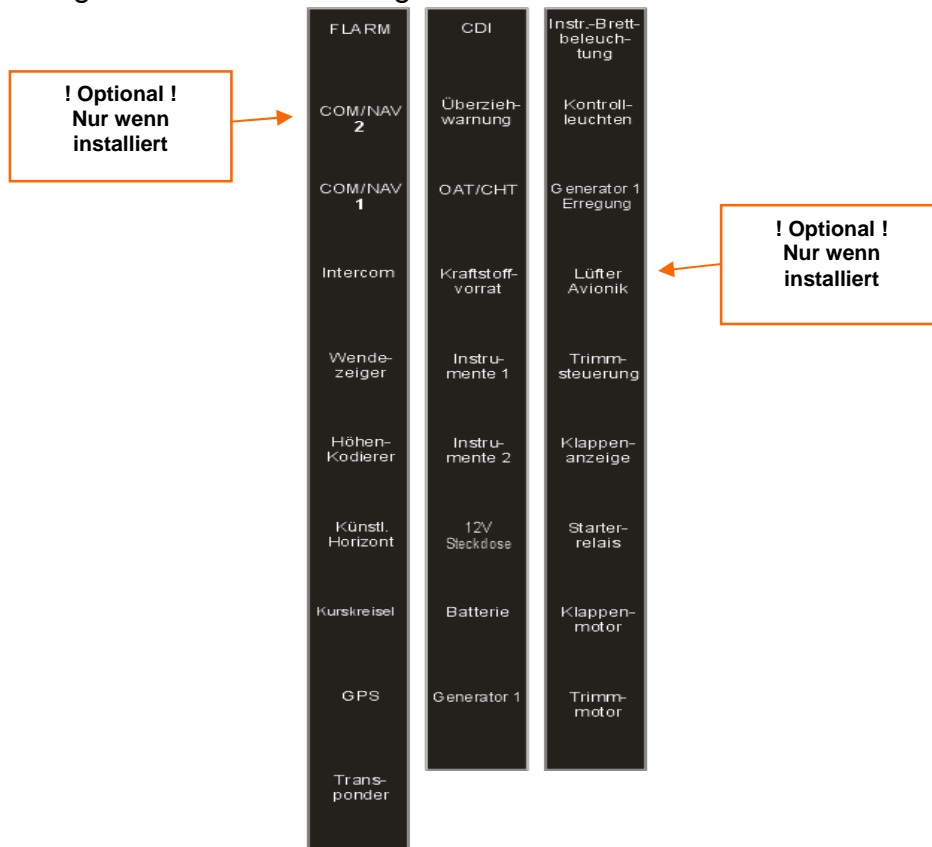 FLARM
COM/NAV
2
COM/NAV
1
Intercom
Wende-
zeiger
Höhen-
Kodierer
Künstl.
Horizont
Kurskreisel
GPS
Trans-
ponder
CDI
Überzieh-
warnung
OAT/CHT
Kraftstoff-
vorrat
Instru-
mente 1
Instru-
mente 2
12V
Steckdose
Batterie
Generator 1
Instr.-Brett-
beleuch-
tung
Kontroll-
leuchten
Generator 1
Erregung
Lüfter
Avionik
Trimm-
steuerung
Klappen-
anzeige
Starter-
relais
Klappen-
motor
Trimm-
motor
! Optional !
Nur wenn
installiert
! Optional !
Nur wenn
installiert